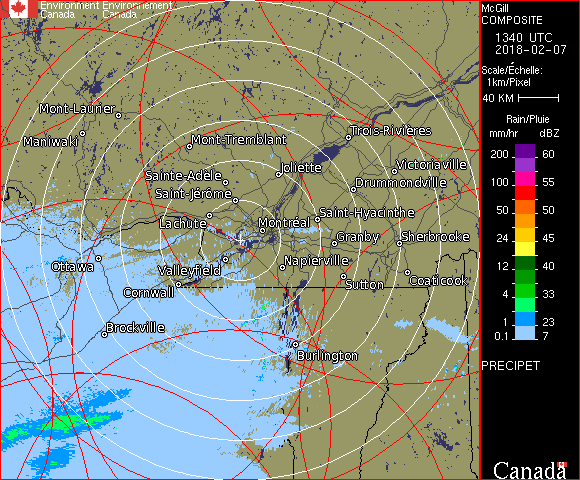 Environment Environnement
Canada Canada
McGill
COMPOSITE
1340 UTC
2018-02-07
Scale/Échelle:
1km/Pixel
40 KM
Rain/Pluie
mm/hr dBZ
200 60
100 55
50 50
24 45
12 40
4 33
1 23
0.1 7
PRECIPET
Mont-Laurier
Maniwaki
Mont-Tremblant
Trois-Rivières
Joliette
Victoriaville
Sainte-Adèle
Drummondville
Saint-Jérôme
Lachute
Saint-Hyacinthe
Montréal
Granby
Sherbrooke
Ottawa
Valleyfield
Napierville
Cornwall
Sutton
Coaticook
Brockville
Burlington
Canada